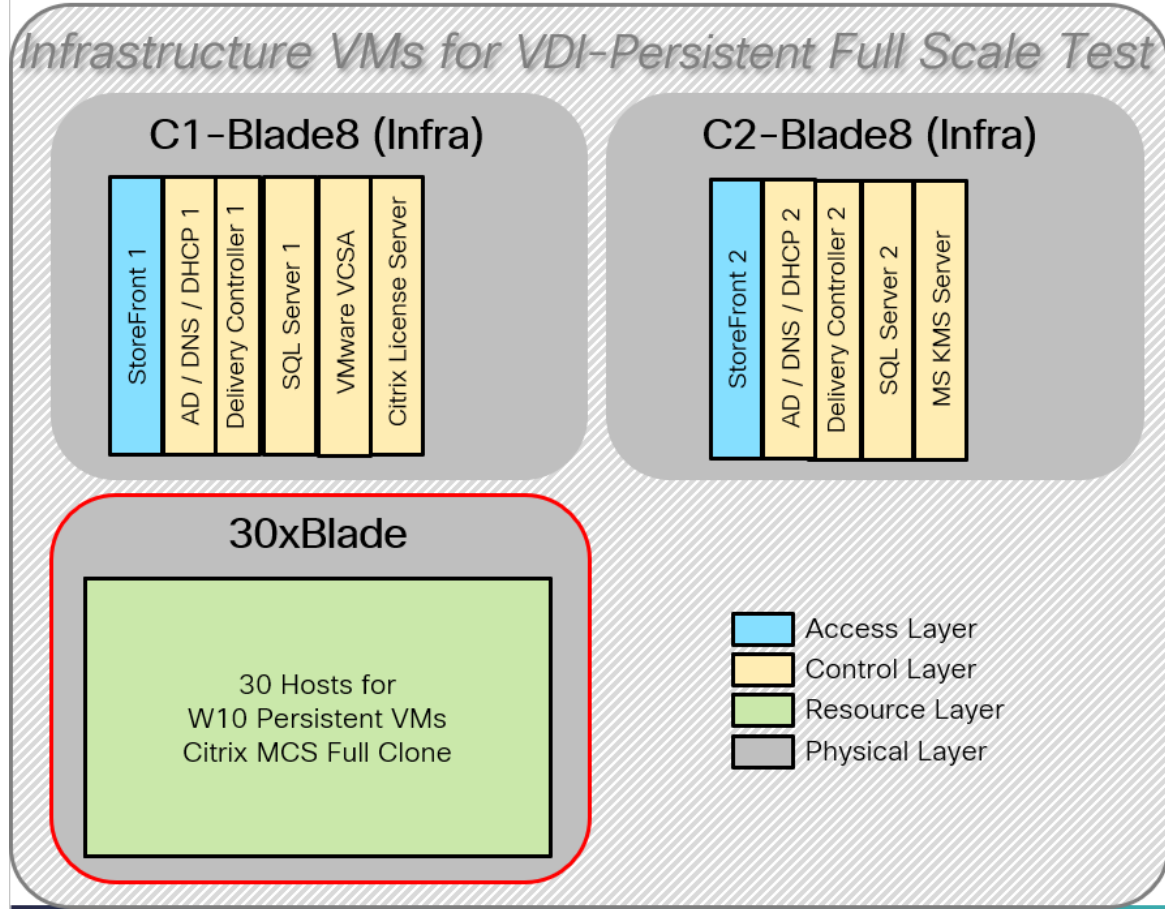 Infrastructure VMs for VDI-Persistent Full Scale Test
C1-Blade8 (Infra)
StoreFront 1
AD / DNS / DHCP 1
Delivery Controller 1
SQL Server 1
VMware VCSA
Citrix License Server
C2-Blade8 (Infra)
StoreFront 2
AD / DNS / DHCP 2
Delivery Controller 2
SQL Server 2
MS KMS Server
30xBlade
30 Hosts for
W10 Persistent VMs
Citrix MCS Full Clone
Access Layer
Control Layer
Resource Layer
Physical Layer